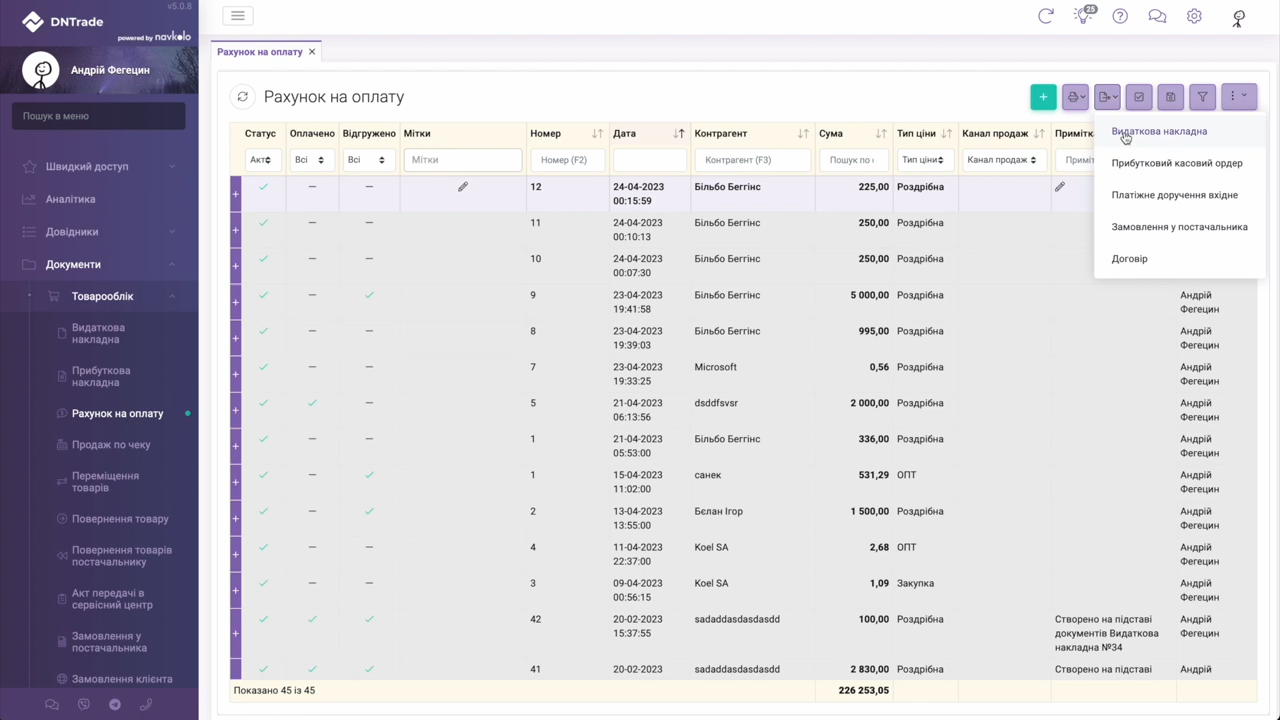 v5.0.8
DNTrade
powered by navkolo
Андрій Фегецин
Пошук в меню
Швидкий доступ
Аналітика
Довідники
Документи
Товарооблік
Видаткова
накладна
Прибуткова
накладна
Рахунок на оплату
Продаж по чеку
Переміщення
товарів
Повернення товару
Повернення товарів
постачальнику
Акт передачі в
сервісний центр
Замовлення у
постачальника
Замовлення клієнта
25
Рахунок на оплату
Рахунок на оплату
Видаткова накладна
Прибутковий касовий ордер
Платіжне доручення вхідне
Замовлення у постачальника
Договір
Статус Оплачено Відгружено Мітки Номер Дата Контрагент Сума Тип ціни Канал продаж Примітка
Акт Всі Всі Мітки Номер (F2) Контрагент (F3) Пошук по Тип ціни Канал продаж Приміт
12 24-04-2023 00:15:59 Більбо Беггінс 225,00 Роздрібна
11 24-04-2023 00:10:13 Більбо Беггінс 250,00 Роздрібна
10 24-04-2023 00:07:30 Більбо Беггінс 250,00 Роздрібна
9 23-04-2023 19:41:58 Більбо Беггінс 5 000,00 Роздрібна Андрій Фегецин
8 23-04-2023 19:39:03 Більбо Беггінс 995,00 Роздрібна Андрій Фегецин
7 23-04-2023 19:33:25 Microsoft 0,56 Роздрібна Андрій Фегецин
5 21-04-2023 06:13:56 dsddfsvsr 2 000,00 Роздрібна Андрій Фегецин
1 21-04-2023 05:53:00 Більбо Беггінс 336,00 Роздрібна Андрій Фегецин
1 15-04-2023 11:02:00 санек 531,29 ОПТ Андрій Фегецин
2 13-04-2023 13:55:00 Бєлан Ігор 1 500,00 Роздрібна Андрій Фегецин
4 11-04-2023 22:37:00 Koel SA 2,68 ОПТ Андрій Фегецин
3 09-04-2023 00:56:15 Koel SA 1,09 Закупка Андрій Фегецин
42 20-02-2023 15:37:55 sadaddasdasdasdd 100,00 Роздрібна Створено на підставі документів Видаткова накладна №34 Андрій Фегецин
41 20-02-2023 sadaddasdasdasdd 2 830,00 Роздрібна Створено на підставі Андрій
Показано 45 із 45 226 253,05